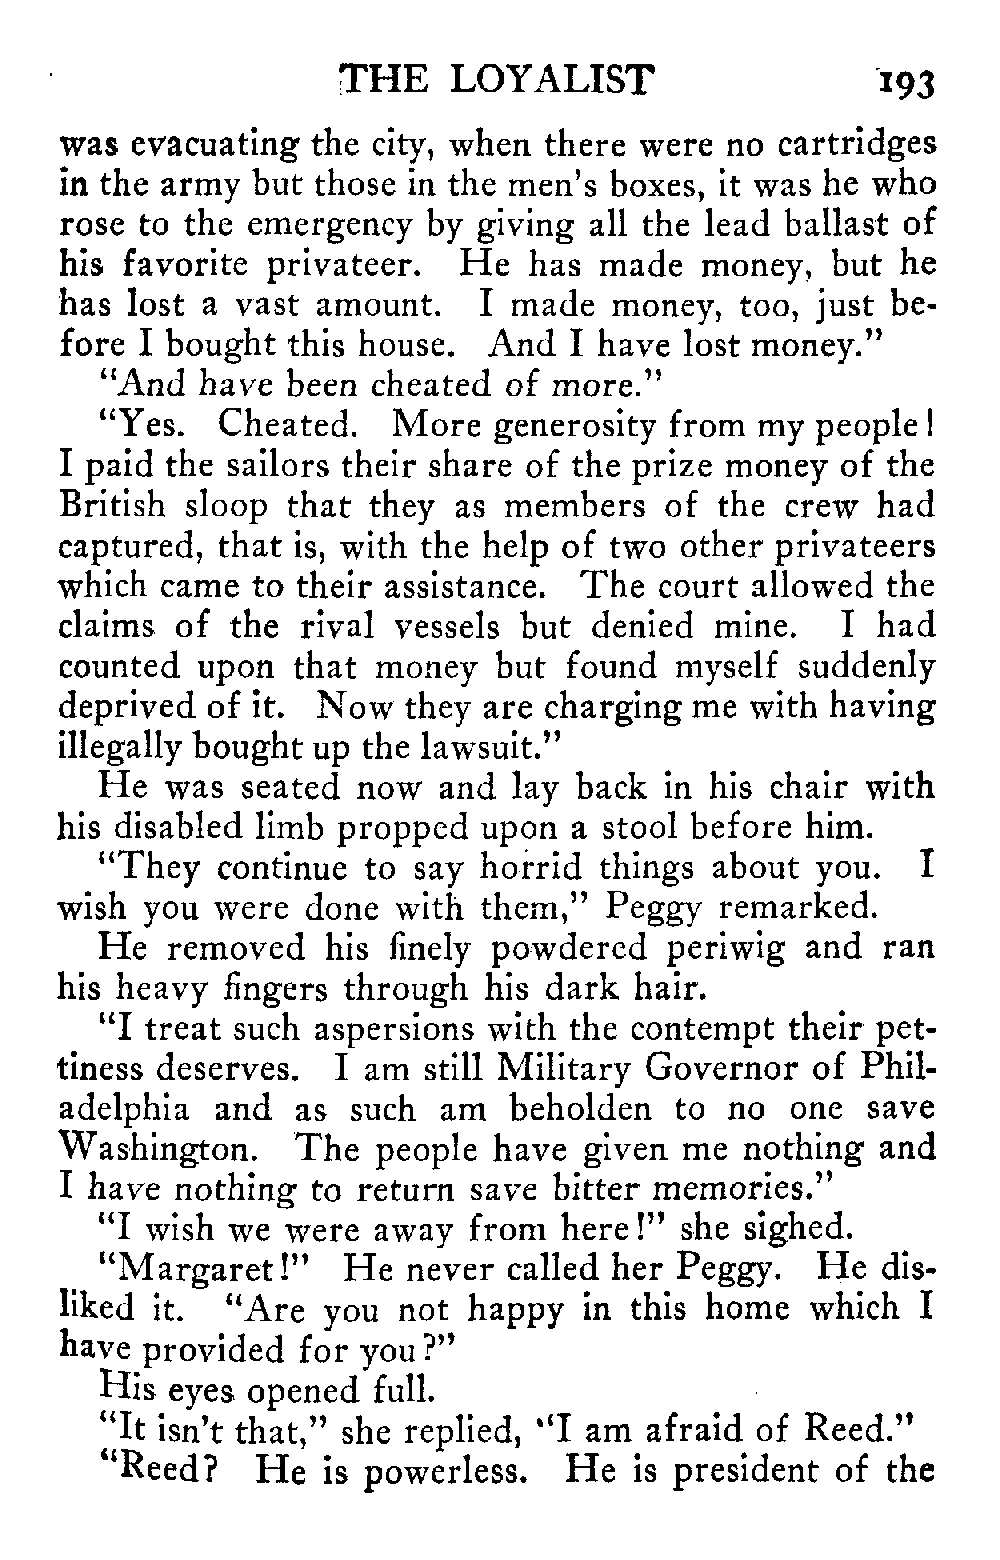 THE LOYALIST 193
was evacuating the city, when there were no cartridges
in the army but those in the men's boxes, it was he who
rose to the emergency by giving all the lead ballast of
his favorite privateer. He has made money, but he
has lost a vast amount. I made money, too, just be-
fore I bought this house. And I have lost money."
"And have been cheated of more."
"Yes. Cheated. More generosity from my people!
I paid the sailors their share of the prize money of the
British sloop that they as members of the crew had
captured, that is, with the help of two other privateers
which came to their assistance. The court allowed the
claims of the rival vessels but denied mine. I had
counted upon that money but found myself suddenly
deprived of it. Now they are charging me with having
illegally bought up the lawsuit."
He was seated now and lay back in his chair with
his disabled limb propped upon a stool before him.
"They continue to say horrid things about you. I
wish you were done with them," Peggy remarked.
He removed his finely powdered periwig and ran
his heavy fingers through his dark hair.
"I treat such aspersions with the contempt their pet-
tiness deserves. I am still Military Governor of Phil-
adelphia and as such am beholden to no one save
Washington. The people have given me nothing and
I have nothing to return save bitter memories."
"I wish we were away from here!" she sighed.
"Margaret!" He never called her Peggy. He dis-
liked it. "Are you not happy in this home which I
have provided for you?"
His eyes opened full.
"It isn't that," she replied, "I am afraid of Reed."
"Reed? He is powerless. He is president of the